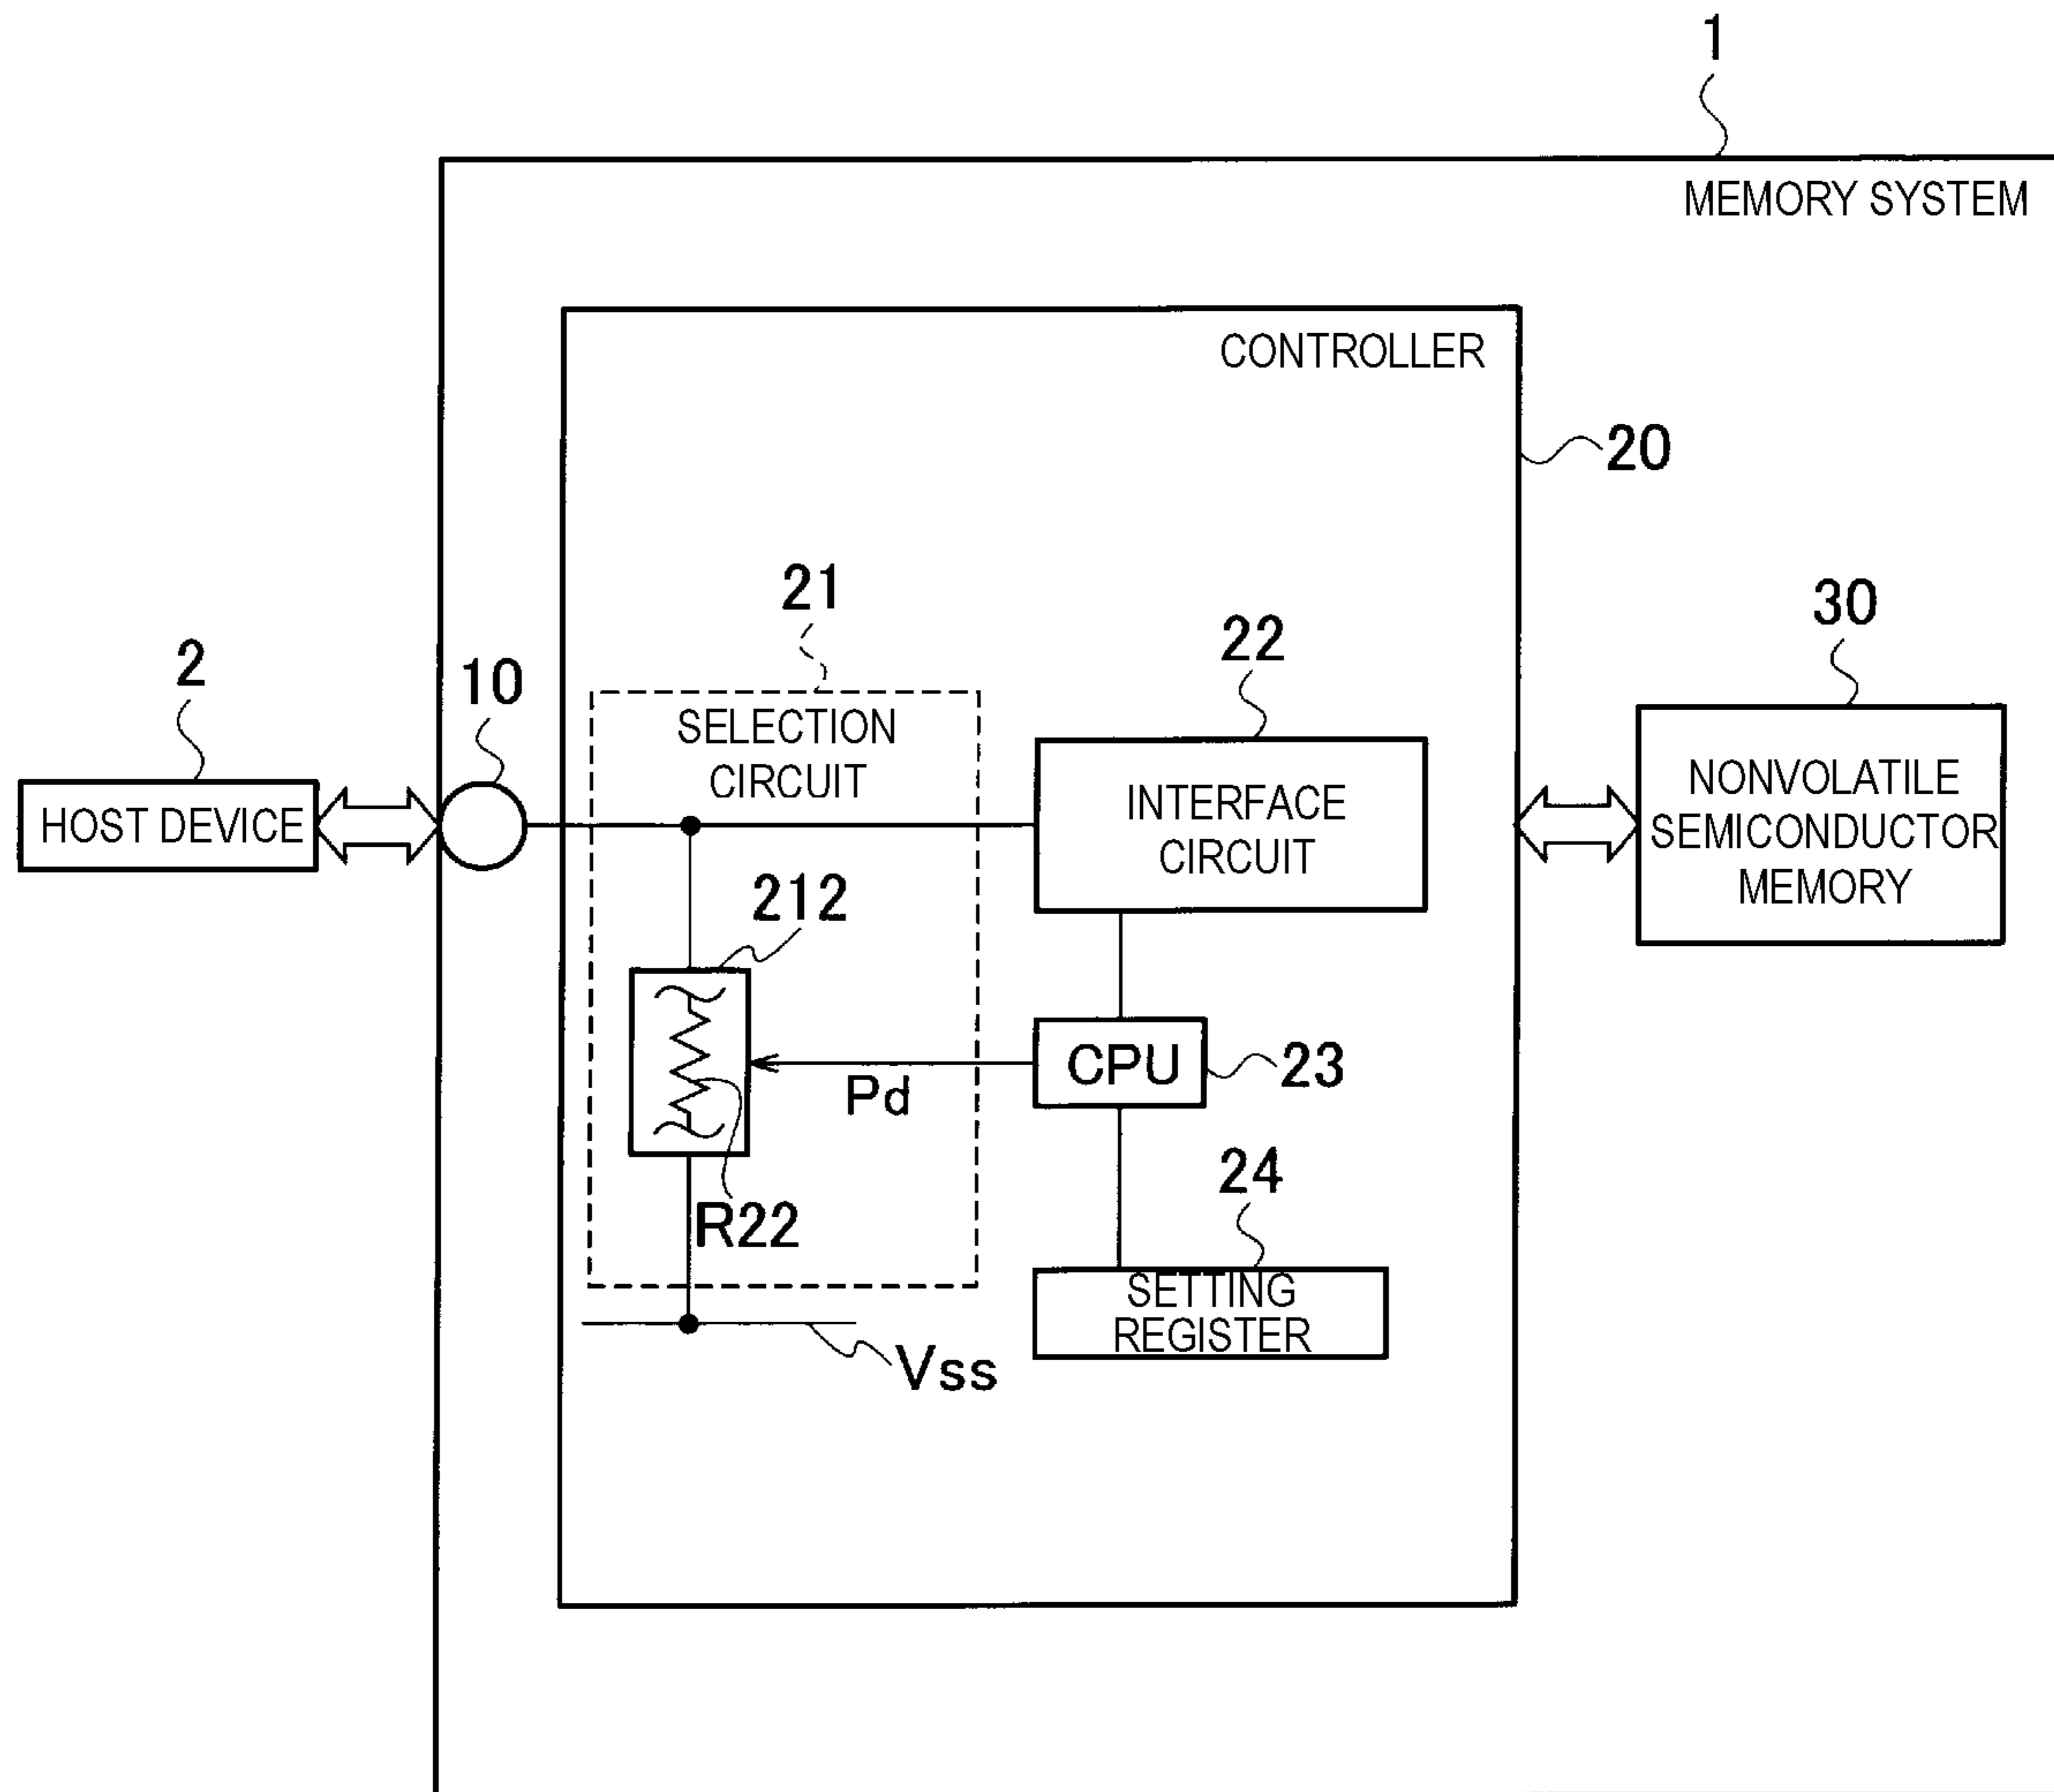 1
MEMORY SYSTEM
CONTROLLER
20
21
22
30
2
10
SELECTION
CIRCUIT
HOST DEVICE
INTERFACE
CIRCUIT
NONVOLATILE
SEMICONDUCTOR
MEMORY
212
CPU
23
Pd
24
R22
SETTING
REGISTER
Vss